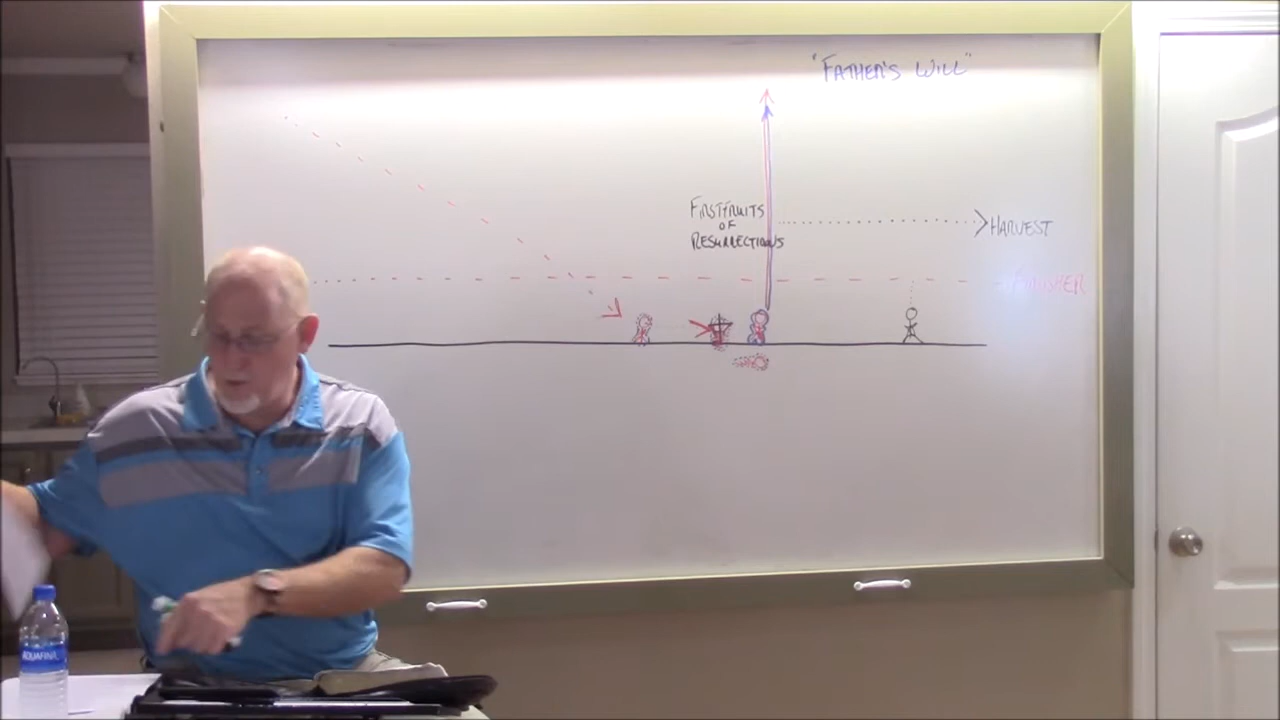 "FATHER'S WILL"
FIRSTFRUITS
OF
RESURRECTIONS
HARVEST
AQUAFINA